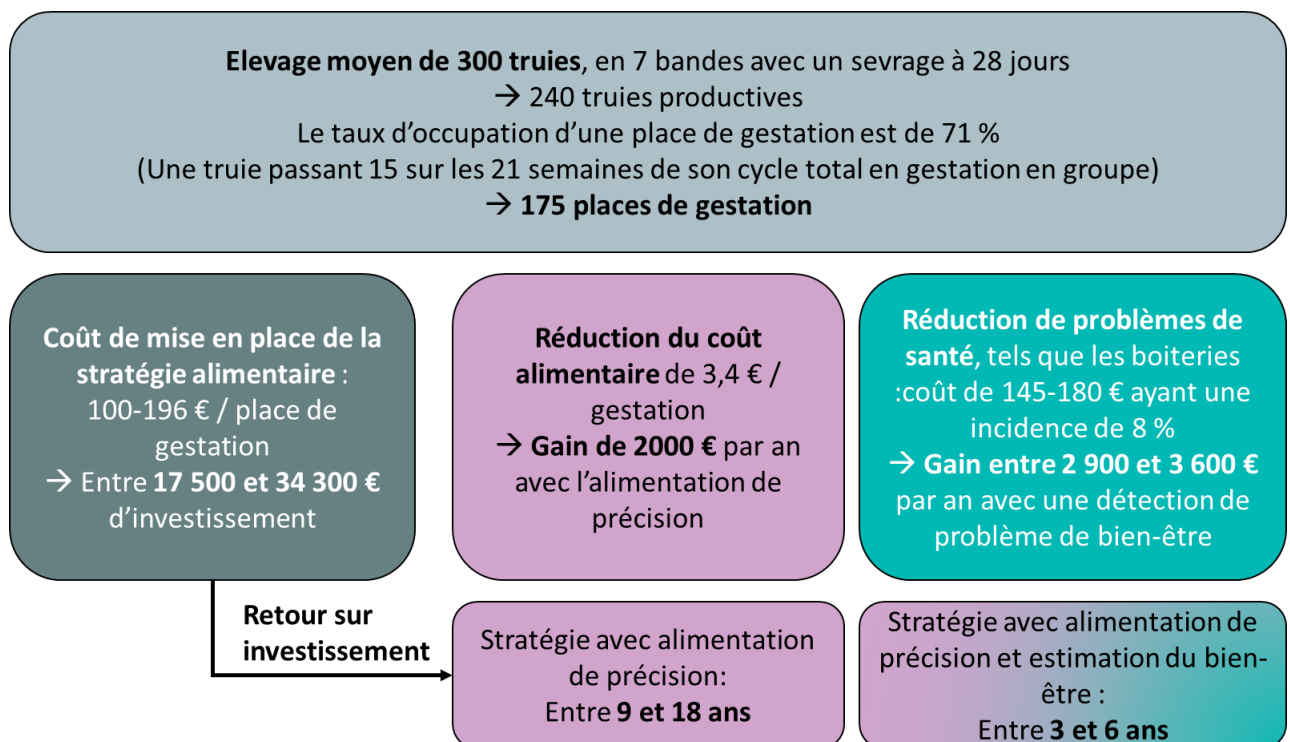 Elevage moyen de 300 truies, en 7 bandes avec un sevrage à 28 jours
→ 240 truies productives
Le taux d'occupation d'une place de gestation est de 71 %
(Une truie passant 15 sur les 21 semaines de son cycle total en gestation en groupe)
→ 175 places de gestation
Coût de mise en place de la
stratégie alimentaire :
100-196 € / place de
gestation
→ Entre 17 500 et 34 300 €
d'investissement
Réduction du coût
alimentaire de 3,4 € /
gestation
→ Gain de 2000 € par an
avec l'alimentation de
précision
Réduction de problèmes de
santé, tels que les boiteries
:coût de 145-180 € ayant une
incidence de 8 %
→ Gain entre 2 900 et 3 600 €
par an avec une détection de
problème de bien-être
Retour sur
investissement
Stratégie avec alimentation
de précision:
Entre 9 et 18 ans
Stratégie avec alimentation de
précision et estimation du bien-
être :
Entre 3 et 6 ans